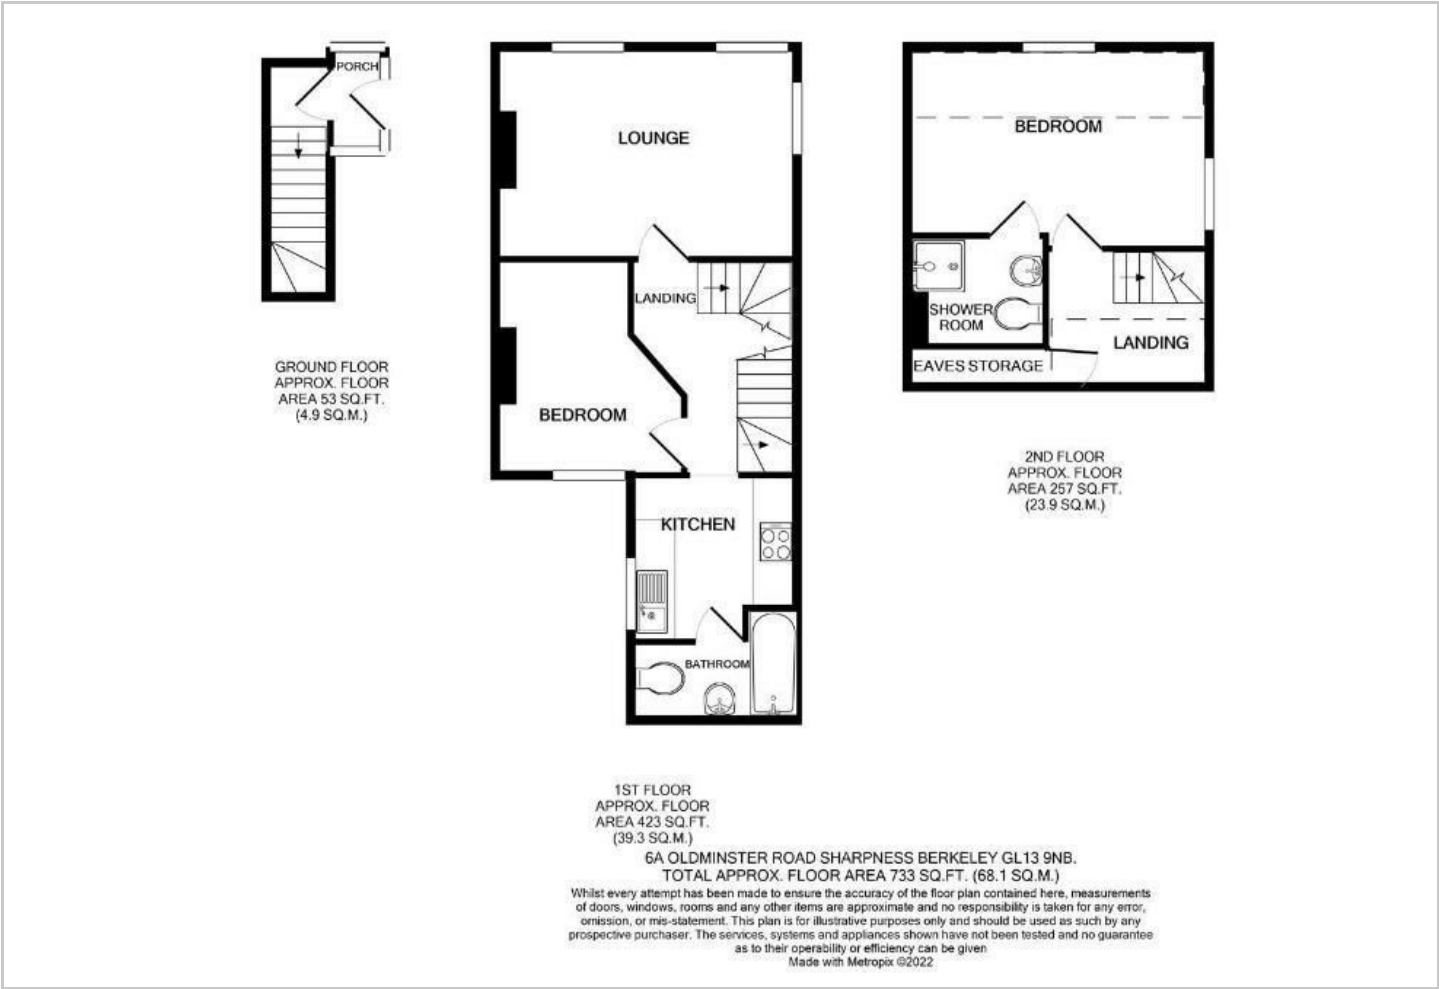 PORCH
GROUND FLOOR
APPROX. FLOOR
AREA 53 SQ.FT.
(4.9 SQ.M.)
LOUNGE
LANDING
BEDROOM
KITCHEN
BATHROOM
1ST FLOOR
APPROX. FLOOR
AREA 423 SQ.FT.
(39.3 SQ.M.)
BEDROOM
SHOWER
ROOM
LANDING
EAVES STORAGE
2ND FLOOR
APPROX. FLOOR
AREA 257 SQ.FT.
(23.9 SQ.M.)
6A OLDMINSTER ROAD SHARPNESS BERKELEY GL13 9NB.
TOTAL APPROX. FLOOR AREA 733 SQ.FT. (68.1 SQ.M.)
Whilst every attempt has been made to ensure the accuracy of the floor plan contained here, measurements
of doors, windows, rooms and any other items are approximate and no responsibility is taken for any error,
omission, or mis-statement. This plan is for illustrative purposes only and should be used as such by any
prospective purchaser. The services, systems and appliances shown have not been tested and no guarantee
as to their operability or efficiency can be given
Made with Metropix ©2022